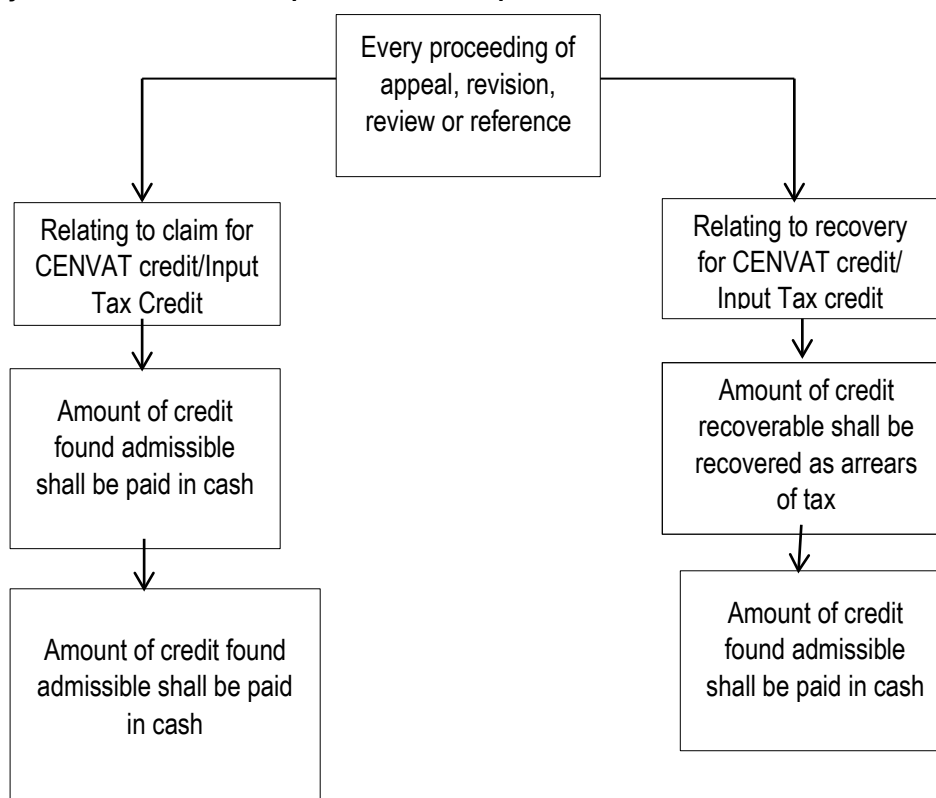 Every proceeding of
appeal, revision,
review or reference
Relating to claim for
CENVAT credit/Input
Tax Credit
Relating to recovery
for CENVAT credit/
Input Tax credit
Amount of credit
found admissible
shall be paid in cash
Amount of credit
recoverable shall be
recovered as arrears
of tax
Amount of credit found
admissible shall be paid
in cash
Amount of credit
found admissible
shall be paid in cash